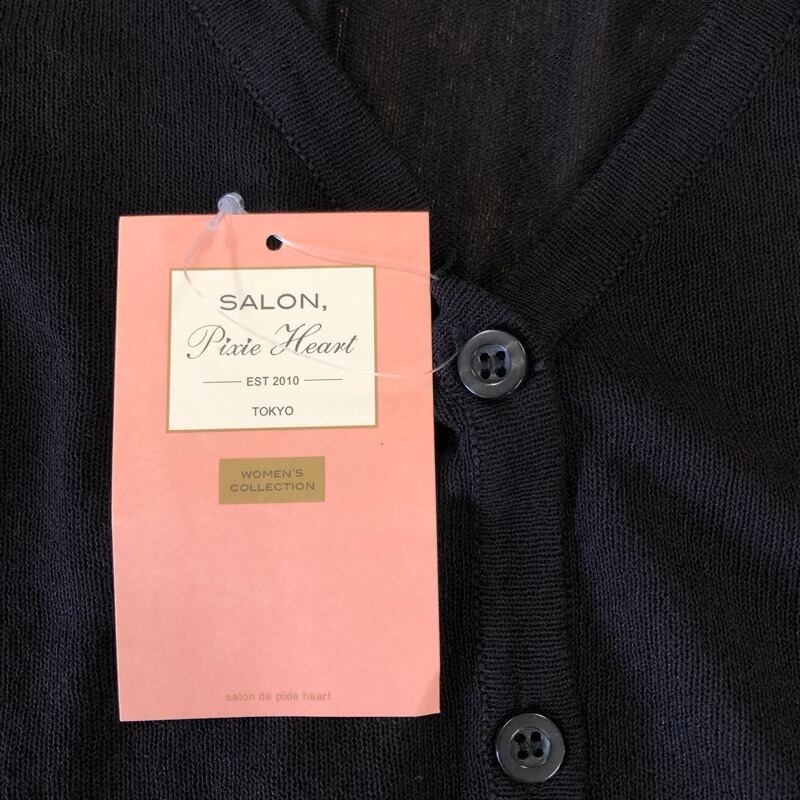 SALON,
Pixie Heart
EST 2010
TOKYO
WOMEN'S
COLLECTION
salon de pixie heart